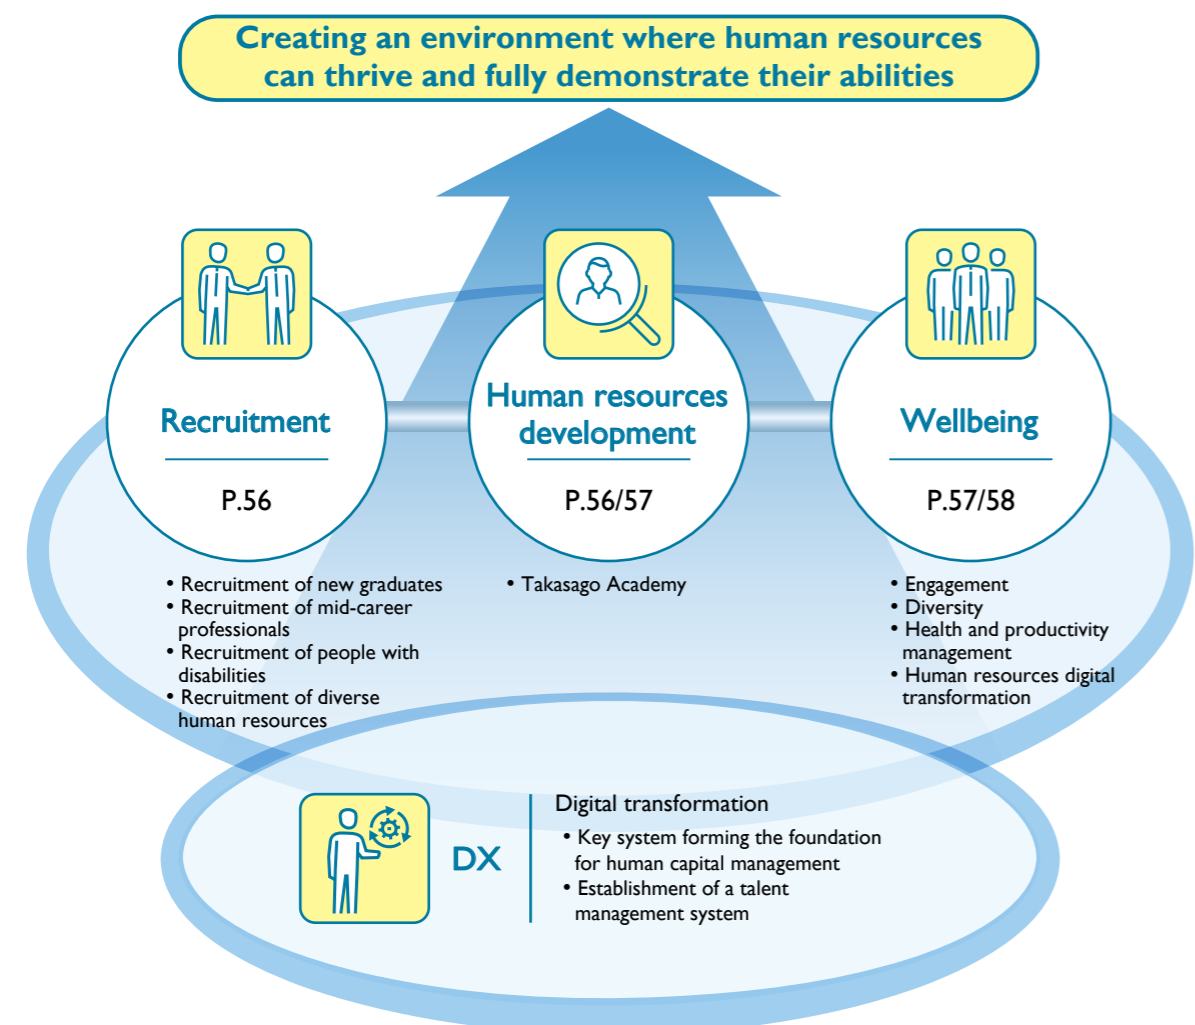 Creating an environment where human resources
can thrive and fully demonstrate their abilities
Recruitment
P.56
• Recruitment of new graduates
• Recruitment of mid-career
professionals
• Recruitment of people with
disabilities
• Recruitment of diverse
human resources
Human resources
development
P.56/57
• Takasago Academy
Wellbeing
P.57/58
• Engagement
• Diversity
• Health and productivity
management
• Human resources digital
transformation
DX
Digital transformation
• Key system forming the foundation
for human capital management
• Establishment of a talent
management system